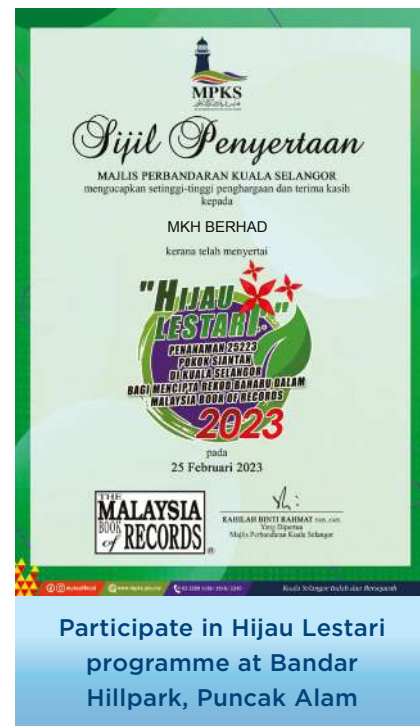 MPKS
Sijil Penyertaan
MAJLIS PERBANDARAN KUALA SELANGOR
mengucapkan setinggi-tinggi penghargaan dan terima kasih
kepada
MKH BERHAD
kerana telah menyertai
"HIJAU
LESTARI"
PENANAMAN 25223
POKOK SIANTAN
DI KUALA SELANGOR
BAGI MENCIPTA REKOD BAHARU DALAM
MALAYSIA BOOK OF RECORDS
2023
pada
25 Februari 2023
THE
MALAYSIA
BOOK
of RECORDS
RAHILAH BINTI RAHMAT
Yang Dipertua
Majlis Perbandaran Kuala Selangor
Kuala Selangor Indah dan Bersejarah
Participate in Hijau Lestari
programme at Bandar
Hillpark, Puncak Alam